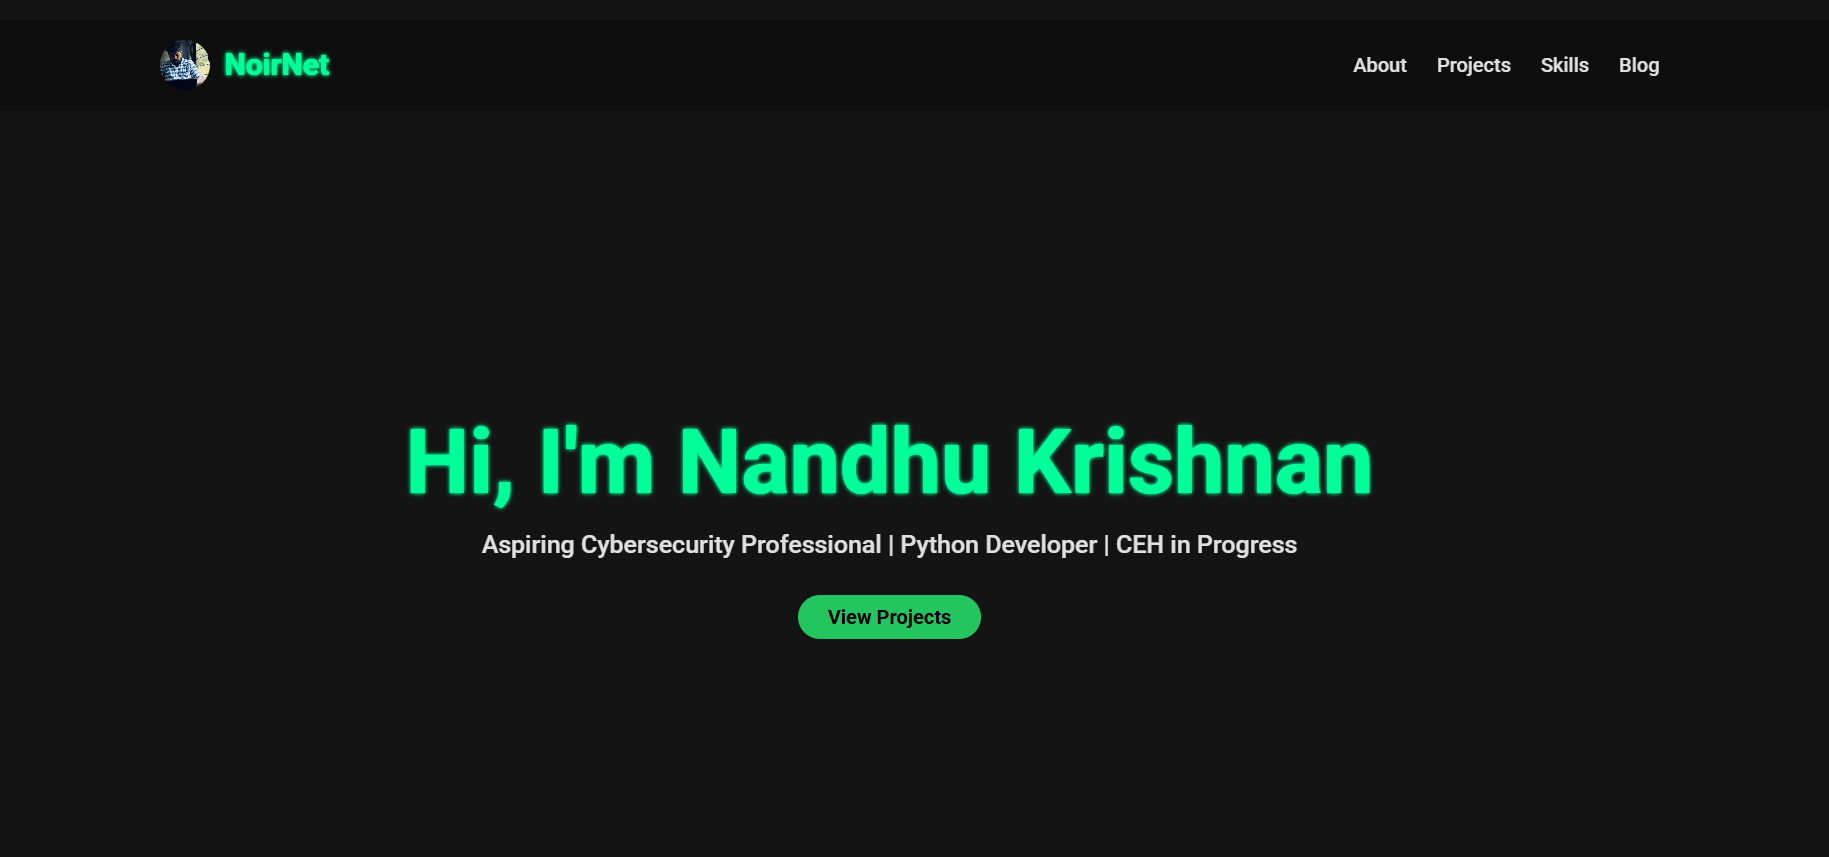 NoirNet
About Projects Skills Blog
Hi, I'm Nandhu Krishnan
Aspiring Cybersecurity Professional | Python Developer | CEH in Progress
View Projects